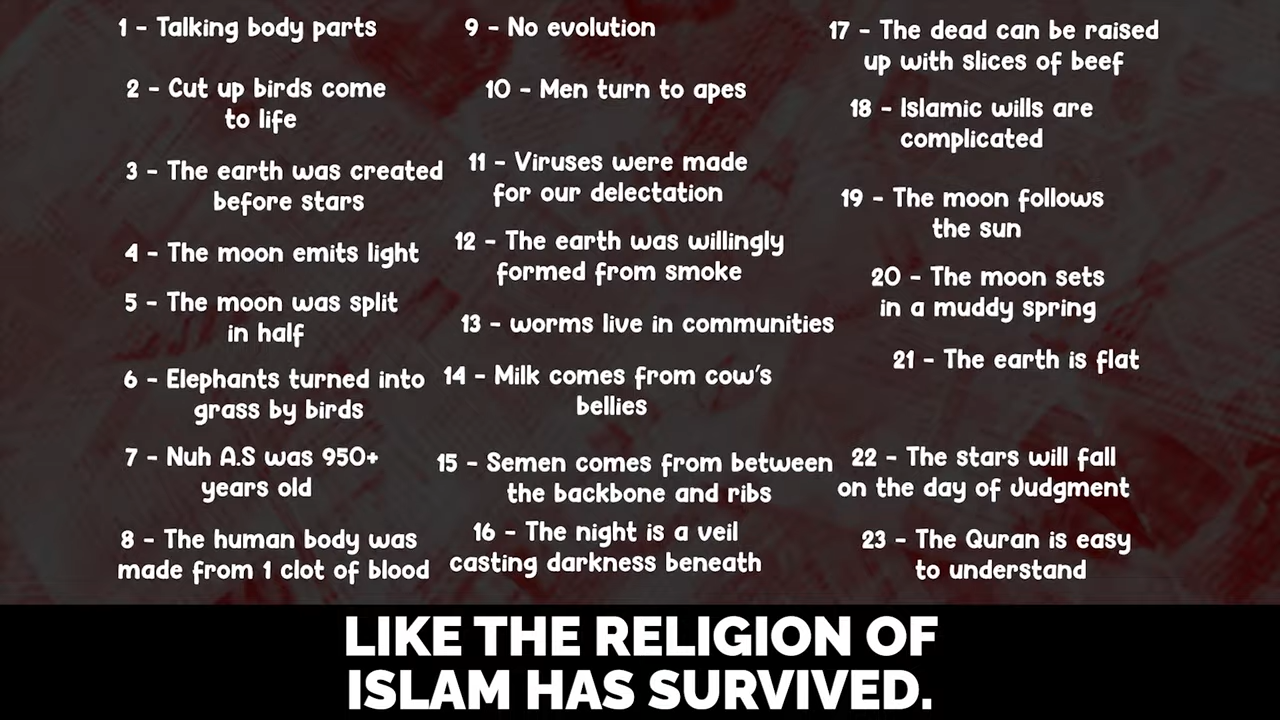 1 - Talking body parts
2 - Cut up birds come
to life
3 - The earth was created
before stars
4 - The moon emits light
5 - The moon was split
in half
6 - Elephants turned into
grass by birds
7 - Nuh A.S was 950+
years old
8 - The human body was
made from 1 clot of blood
9 - No evolution
10 - Men turn to apes
11 - Viruses were made
for our delectation
12 - The earth was willingly
formed from smoke
13 - worms live in communities
14 - Milk comes from cow's
bellies
15 - Semen comes from between
the backbone and ribs
16 - The night is a veil
casting darkness beneath
17 - The dead can be raised
up with slices of beef
18 - Islamic wills are
complicated
19 - The moon follows
the sun
20 - The moon sets
in a muddy spring
21 - The earth is flat
22 - The stars will fall
on the day of Judgment
23 - The Quran is easy
to understand
LIKE THE RELIGION OF
ISLAM HAS SURVIVED.